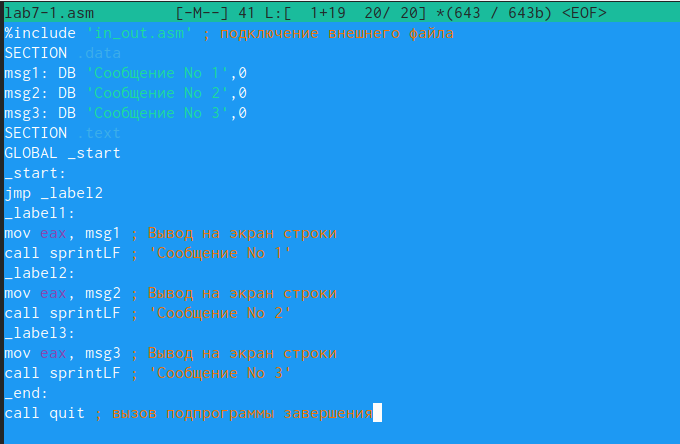 lab7-1.asm [-M--] 41 L:[ 1+19 20/ 20] *(643 / 643b) <EOF>
%include 'in_out.asm' ; подключение внешнего файла
SECTION .data
msg1: DB 'Сообщение No 1',0
msg2: DB 'Сообщение No 2',0
msg3: DB 'Сообщение No 3',0
SECTION .text
GLOBAL _start
_start:
jmp _label2
_label1:
mov eax, msg1 ; Вывод на экран строки
call sprintLF ; 'Сообщение No 1'
_label2:
mov eax, msg2 ; Вывод на экран строки
call sprintLF ; 'Сообщение No 2'
_label3:
mov eax, msg3 ; Вывод на экран строки
call sprintLF ; 'Сообщение No 3'
_end:
call quit ; вызов подпрограммы завершения